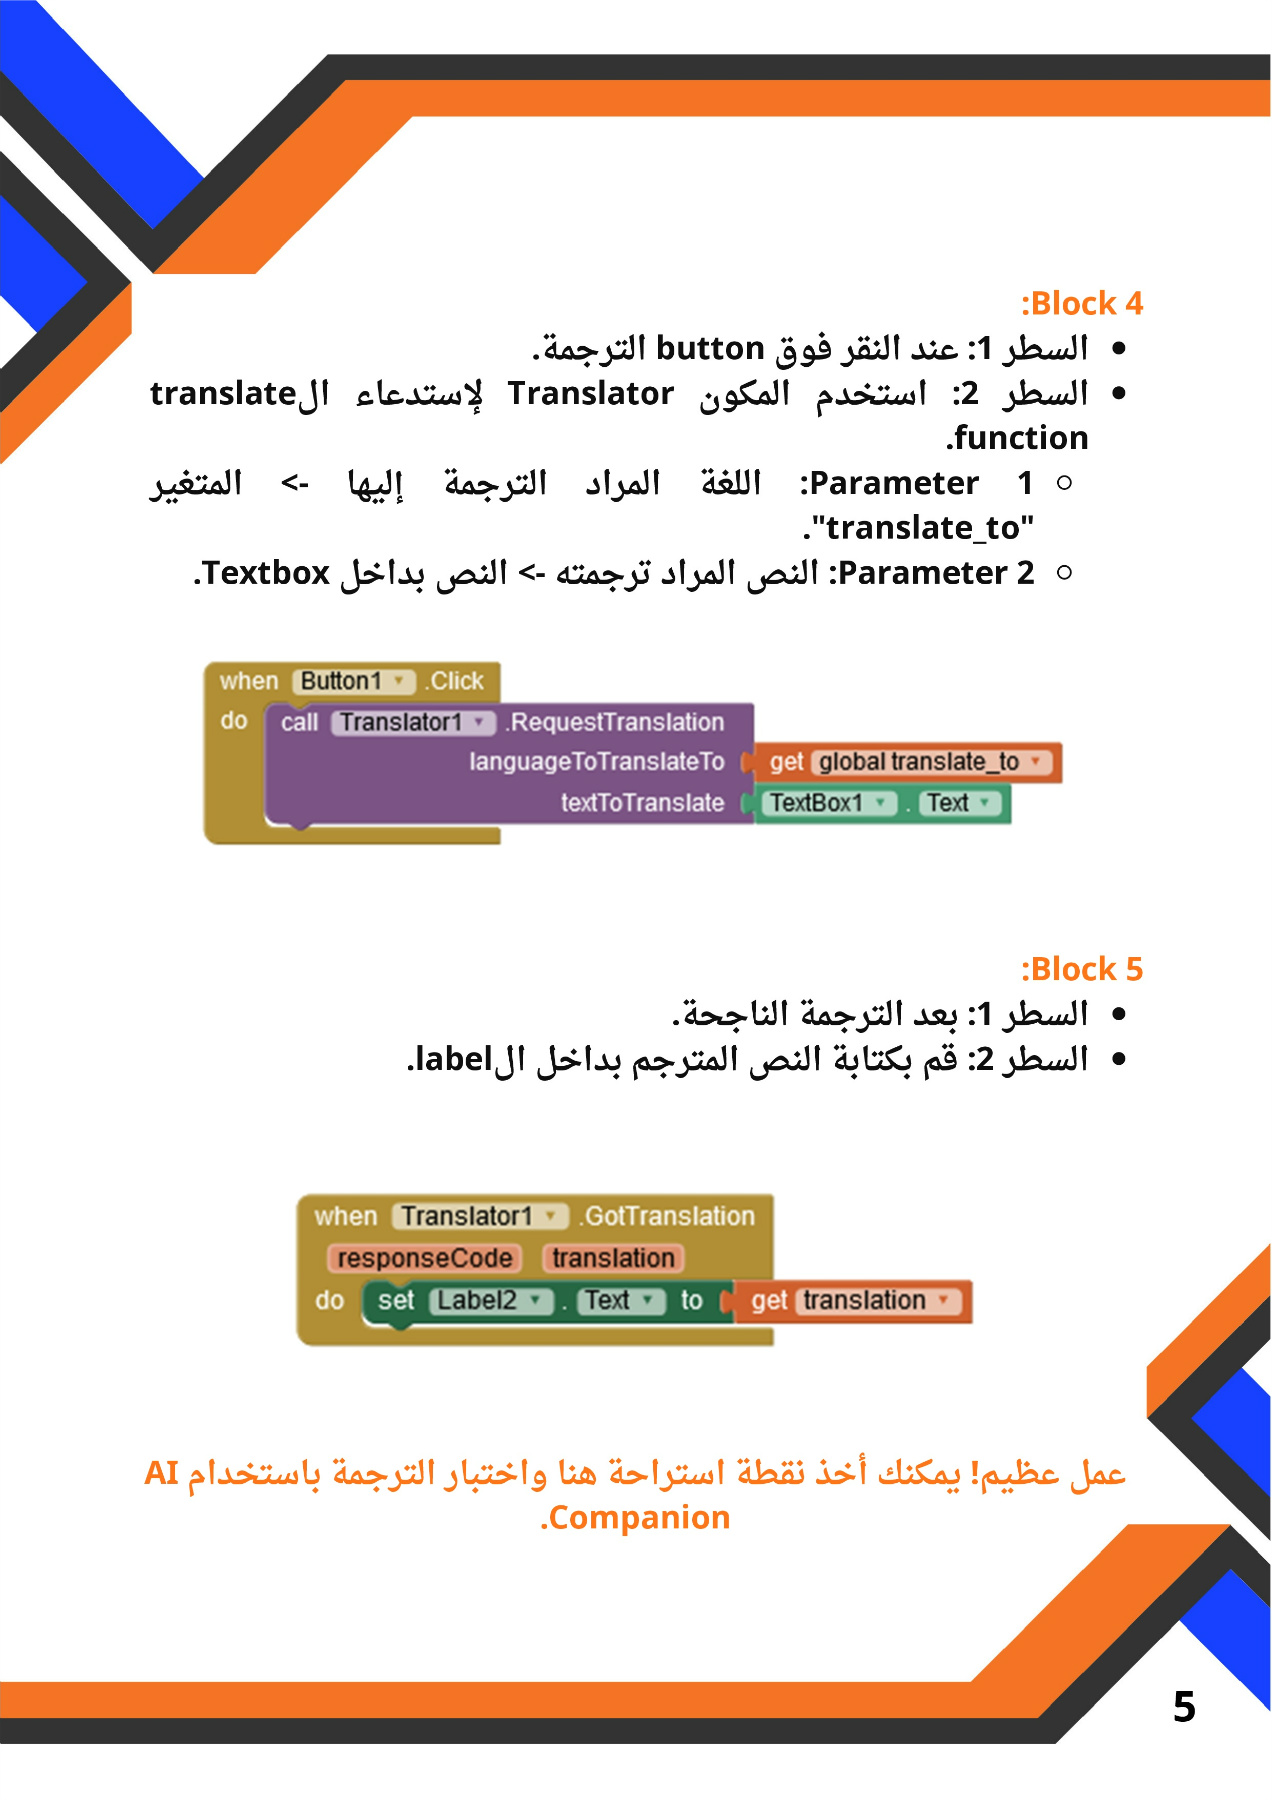 Block 4:
السطر 1: عند النقر فوق button الترجمة.
السطر 2: استخدم المكون Translator لإستدعاء الtranslate
function.
Parameter 1: اللغة المراد الترجمة إليها -> المتغير
"translate_to".
Parameter 2: النص المراد ترجمته -> النص بداخل Textbox.
when Button1 .Click
do call Translator1 .RequestTranslation
languageToTranslateTo get global translate_to
textToTranslate TextBox1 . Text
Block 5:
السطر 1: بعد الترجمة الناجحة.
السطر 2: قم بكتابة النص المترجم بداخل الlabel.
when Translator1 .GotTranslation
responseCode translation
do set Label2 . Text to get translation
عمل عظيم! يمكنك أخذ نقطة استراحة هنا واختبار الترجمة باستخدام AI
Companion.
5